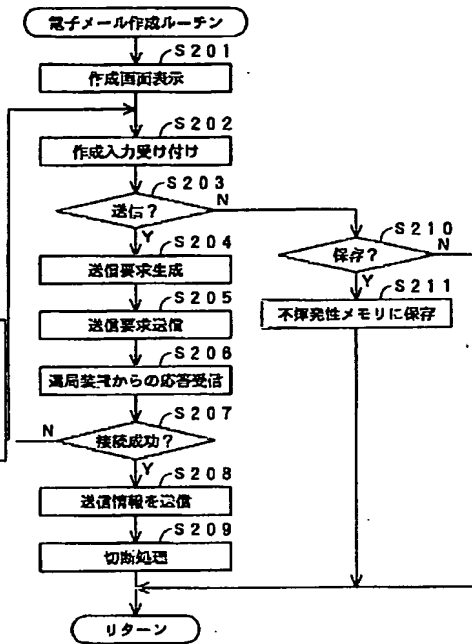 電子メール作成ルーチン
S201
作成画面表示
S202
作成入力受け付け
S203
送信?
N
Y
S204
送信要求生成
S205
送信要求送信
S206
遠局装置からの応答受信
S207
接続成功?
N
Y
S208
送信情報を送信
S209
切断処理
リターン
S210
保存?
N
Y
S211
不揮発性メモリに保存